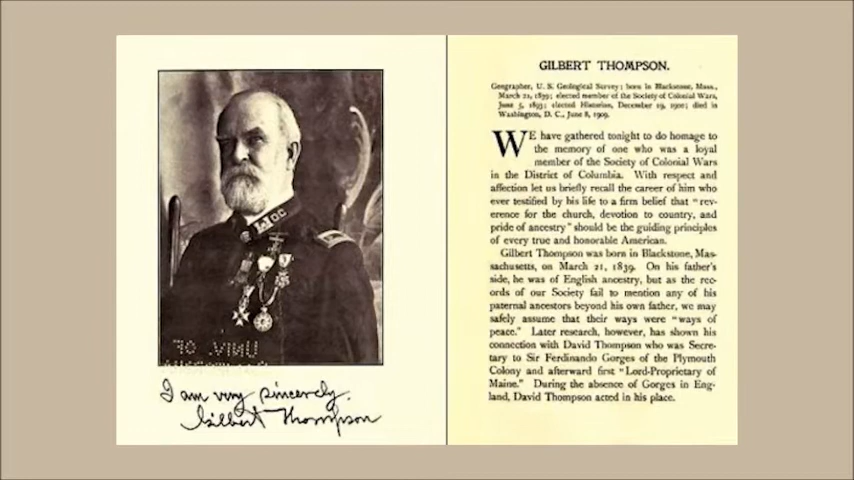 DC
UNIV. OF
I am very sincerely.
Gilbert Thompson
GILBERT THOMPSON.
Geographer, U. S. Geological Survey; born in Blackstone, Mass.,
March 21, 1839; elected member of the Society of Colonial Wars,
June 5, 1893; elected Historian, December 19, 1901; died in
Washington, D. C., June 8, 1909.
WE have gathered tonight to do homage to
the memory of one who was a loyal
member of the Society of Colonial Wars
in the District of Columbia. With respect and
affection let us briefly recall the career of him who
ever testified by his life to a firm belief that "rev-
erence for the church, devotion to country, and
pride of ancestry" should be the guiding principles
of every true and honorable American.
Gilbert Thompson was born in Blackstone, Mas-
sachusetts, on March 21, 1839. On his father's
side, he was of English ancestry, but as the rec-
ords of our Society fail to mention any of his
paternal ancestors beyond his own father, we may
safely assume that their ways were "ways of
peace." Later research, however, has shown his
connection with David Thompson who was Secre-
tary to Sir Ferdinando Gorges of the Plymouth
Colony and afterward first "Lord-Proprietary of
Maine." During the absence of Gorges in Eng-
land, David Thompson acted in his place.